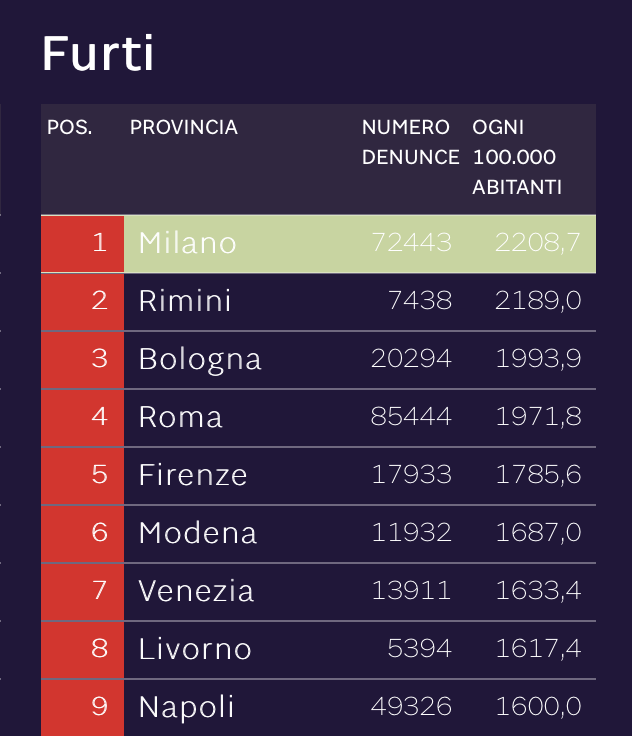 Furti
POS. PROVINCIA NUMERO DENUNCE OGNI 100.000 ABITANTI
1 Milano 72443 2208,7
2 Rimini 7438 2189,0
3 Bologna 20294 1993,9
4 Roma 85444 1971,8
5 Firenze 17933 1785,6
6 Modena 11932 1687,0
7 Venezia 13911 1633,4
8 Livorno 5394 1617,4
9 Napoli 49326 1600,0